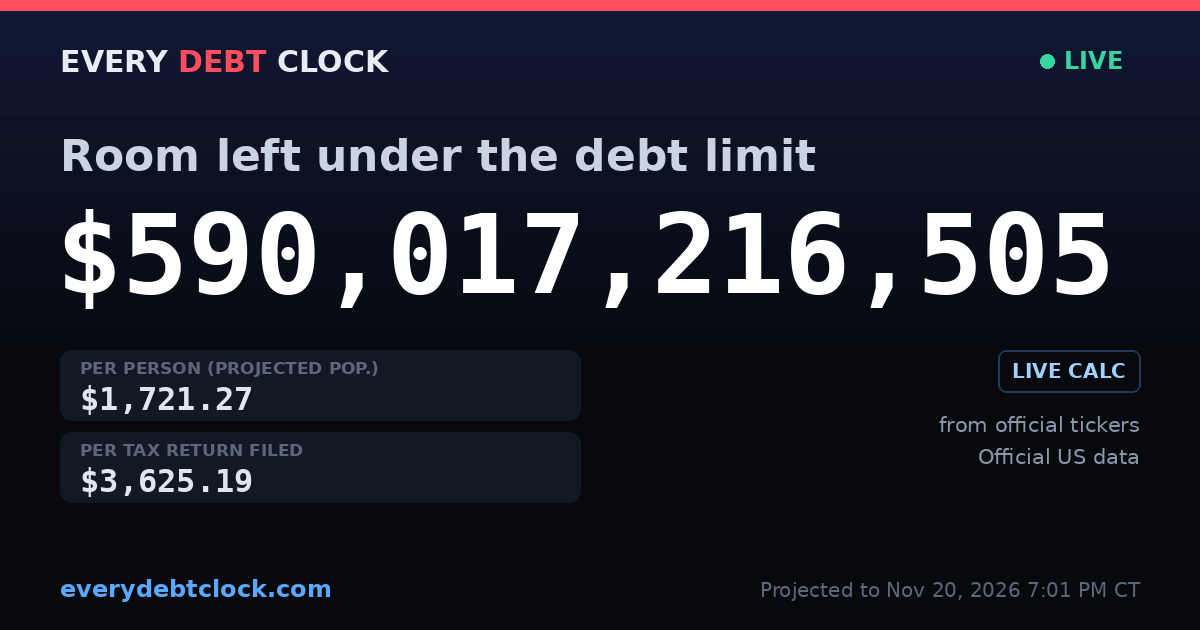 EVERY DEBT CLOCK
LIVE
Room left under the debt limit
$590,017,216,505
PER PERSON (PROJECTED POP.)
$1,721.27
PER TAX RETURN FILED
$3,625.19
LIVE CALC
from official tickers
Official US data
everydebtclock.com
Projected to Nov 20, 2026 7:01 PM CT